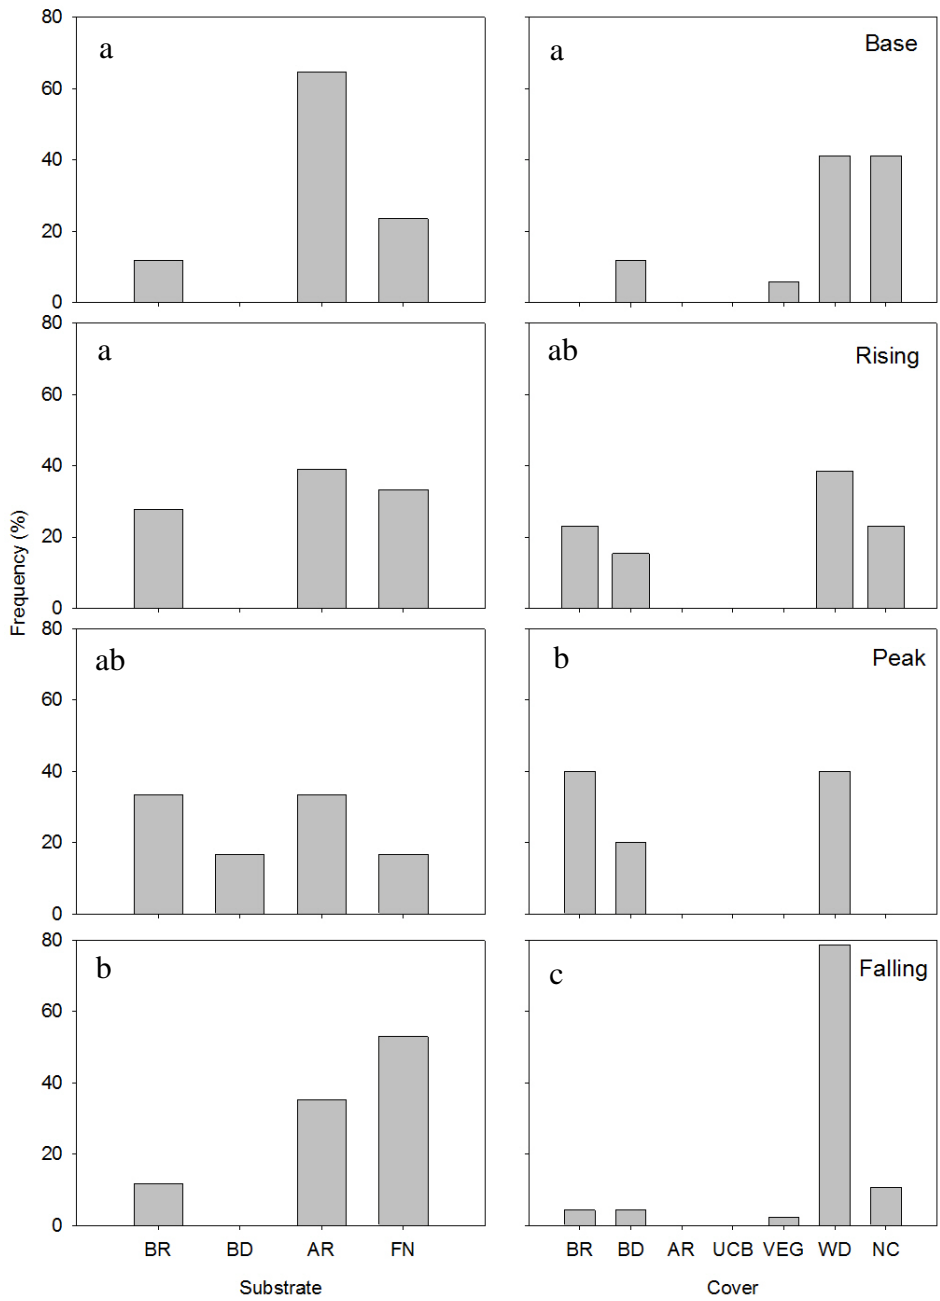 80
60
40
20
0
a
a
Base
80
60
40
20
0
a
ab
Rising
Frequency (%)
80
60
40
20
0
ab
b
Peak
80
60
40
20
0
b
c
Falling
BR BD AR FN
BR BD AR UCB VEG WD NC
Substrate
Cover